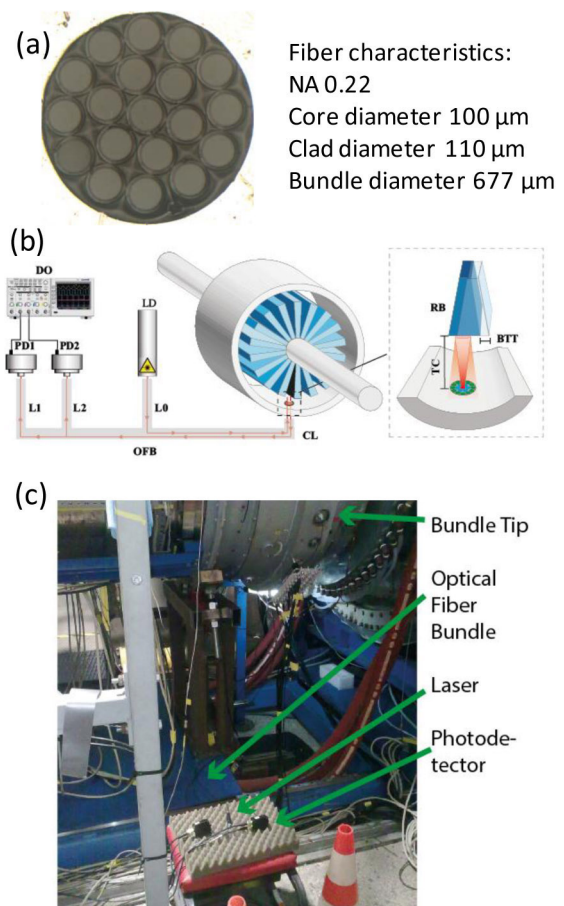 (a)
Fiber characteristics:
NA 0.22
Core diameter 100 µm
Clad diameter 110 µm
Bundle diameter 677 µm
(b)
DO
PD1
PD2
LD
L1
L2
L0
OFB
CL
RB
BTT
TC
(c)
Bundle Tip
Optical
Fiber
Bundle
Laser
Photode-
tector